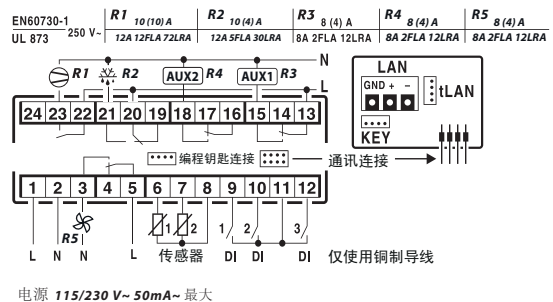 EN60730-1 250 V~ R1 10 (10) A R2 10 (4) A R3 8 (4) A R4 8 (4) A R5 8 (4) A
UL 873 12A 12FLA 72LRA 12A 5FLA 30LRA 8A 2FLA 12LRA 8A 2FLA 12LRA 8A 2FLA 12LRA
N
R1 R2 AUX2 R4 AUX1 R3
L
24 23 22 21 20 19 18 17 16 15 14 13
LAN
GND + -
tLAN
KEY
编程钥匙连接 通讯连接
1 2 3 4 5 6 7 8 9 10 11 12
1 2 1 2 3
R5
L N N L 传感器 DI DI DI 仅使用铜制导线
电源 115/230 V~ 50mA~ 最大